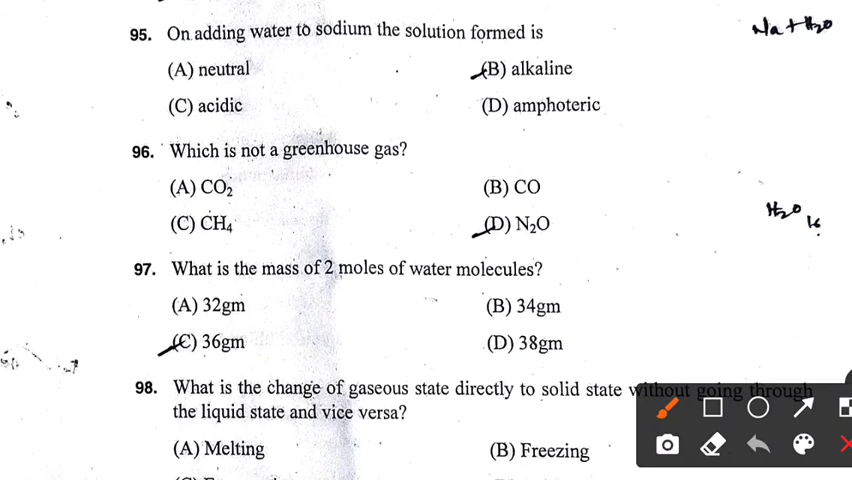 95. On adding water to sodium the solution formed is
Na + H2O
(A) neutral (B) alkaline
(C) acidic (D) amphoteric
96. Which is not a greenhouse gas?
(A) CO2 (B) CO
H2O
(C) CH4 (D) N2O
97. What is the mass of 2 moles of water molecules?
(A) 32gm (B) 34gm
(C) 36gm (D) 38gm
98. What is the change of gaseous state directly to solid state without going through
the liquid state and vice versa?
(A) Melting (B) Freezing